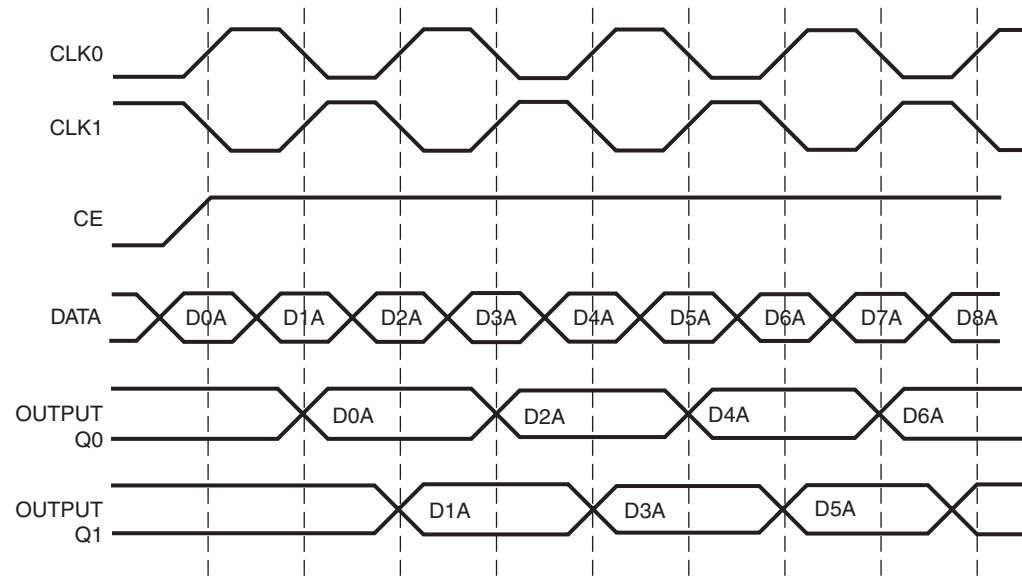 CLK0
CLK1
CE
DATA D0A D1A D2A D3A D4A D5A D6A D7A D8A
OUTPUT
Q0
D0A D2A D4A D6A
OUTPUT
Q1
D1A D3A D5A